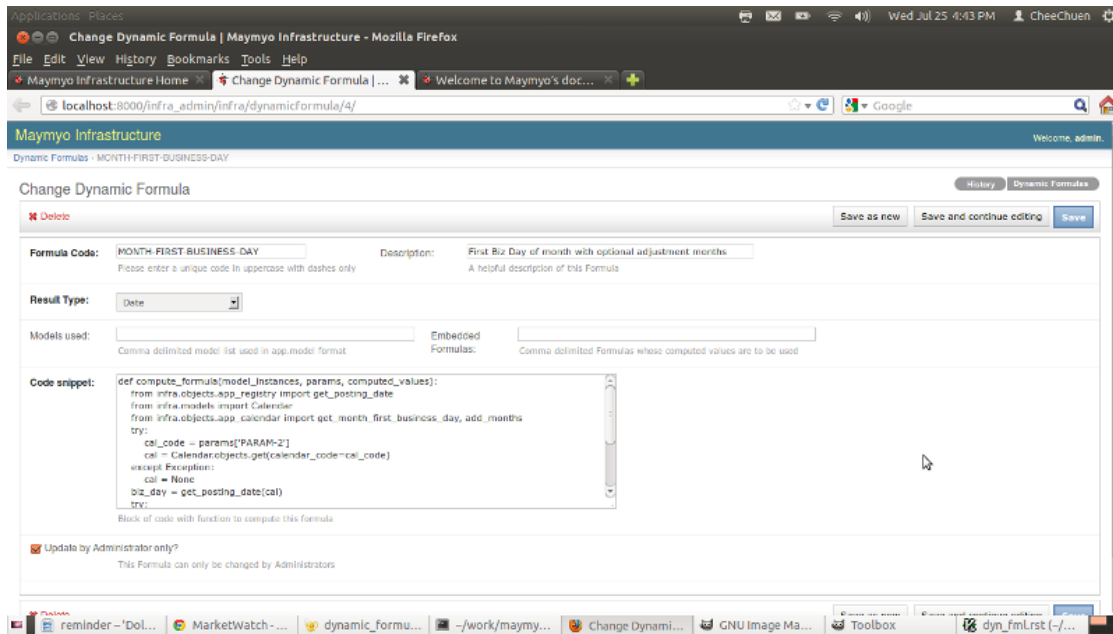 Applications Places
Wed Jul 25 4:43 PM CheeChuen
Change Dynamic Formula | Maymyo Infrastructure - Mozilla Firefox
File Edit View History Bookmarks Tools Help
Maymyo Infrastructure Home Change Dynamic Formula | ... Welcome to Maymyo's doc...
localhost:8000/infra_admin/infra/dynamicformula/4/ Google
Maymyo Infrastructure Welcome, admin.
Dynamic Formulas › MONTH-FIRST-BUSINESS-DAY
Change Dynamic Formula History Dynamic Formulas
Delete Save as new Save and continue editing Save
Formula Code: MONTH-FIRST-BUSINESS-DAY Description: First Biz Day of month with optional adjustment months
Please enter a unique code in uppercase with dashes only A helpful description of this Formula
Result Type: Date
Models used: Embedded Formulas:
Comma delimited model list used in app.model format Comma delimited Formulas whose computed values are to be used
Code snippet: def compute_formula(model_instances, params, computed_values):
from infra.objects.app_registry import get_posting_date
from infra.models import Calendar
from infra.objects.app_calendar import get_month_first_business_day, add_months
try:
cal_code = params['PARAM-2']
cal = Calendar.objects.get(calendar_code=cal_code)
except Exception:
cal = None
biz_day = get_posting_date(cal)
try:
Block of code with function to compute this formula
Update by Administrator only?
This Formula can only be changed by Administrators
Delete Save as new Save and continue editing Save
reminder – 'Dol... MarketWatch - ... dynamic_formu... ~/work/maymy... Change Dynami... GNU Image Ma... Toolbox dyn_fml.rst (~/...